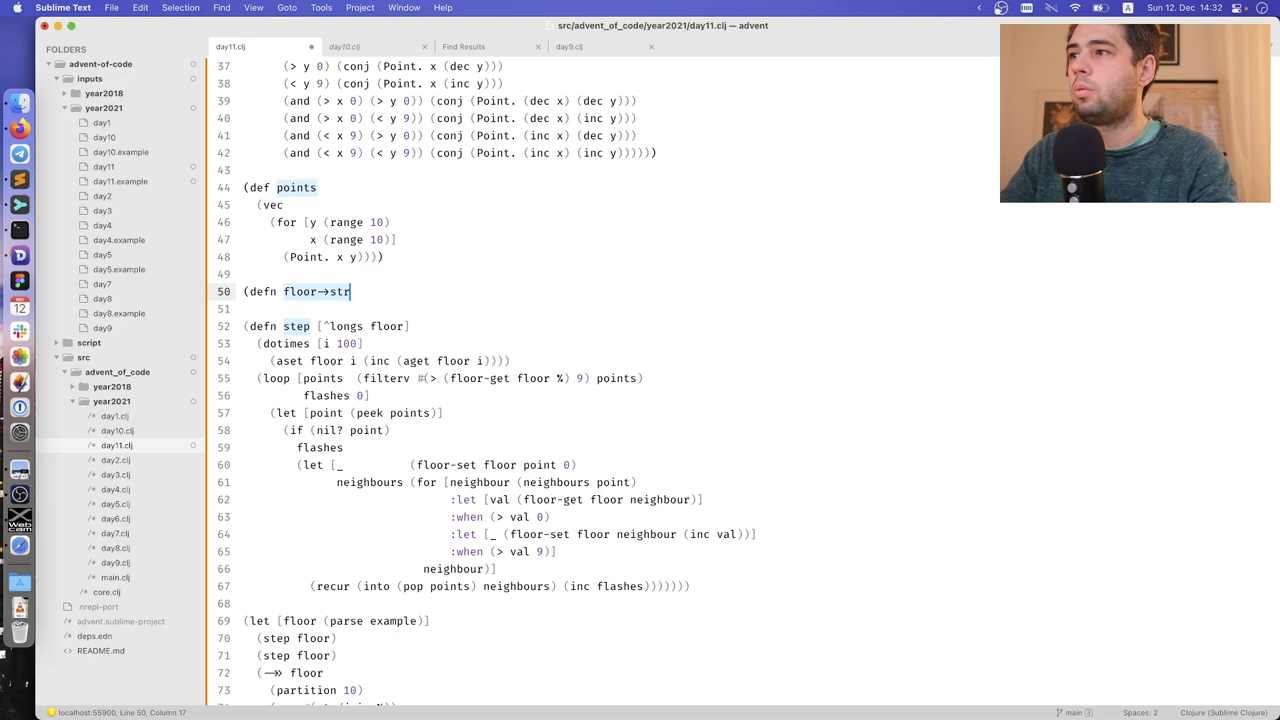 Sublime Text File Edit Selection Find View Goto Tools Project Window Help
Sun 12. Dec 14:32
src/advent_of_code/year2021/day11.clj — advent
FOLDERS
advent-of-code
inputs
year2018
year2021
day1
day10
day10.example
day11
day11.example
day2
day3
day4
day4.example
day5
day5.example
day7
day8
day8.example
day9
script
src
advent_of_code
year2018
year2021
day1.clj
day10.clj
day11.clj
day2.clj
day3.clj
day4.clj
day5.clj
day6.clj
day7.clj
day8.clj
day9.clj
main.clj
core.clj
.nrepl-port
advent.sublime-project
deps.edn
README.md
day11.clj day10.clj Find Results day9.clj
37 (> y 0) (conj (Point. x (dec y)))
38 (< y 9) (conj (Point. x (inc y)))
39 (and (> x 0) (> y 0)) (conj (Point. (dec x) (dec y)))
40 (and (> x 0) (< y 9)) (conj (Point. (dec x) (inc y)))
41 (and (< x 9) (> y 0)) (conj (Point. (inc x) (dec y)))
42 (and (< x 9) (< y 9)) (conj (Point. (inc x) (inc y)))))
43
44 (def points
45 (vec
46 (for [y (range 10)
47 x (range 10)]
48 (Point. x y))))
49
50 (defn floor->str
51
52 (defn step [^longs floor]
53 (dotimes [i 100]
54 (aset floor i (inc (aget floor i))))
55 (loop [points (filterv #(> (floor-get floor %) 9) points)
56 flashes 0]
57 (let [point (peek points)]
58 (if (nil? point)
59 flashes
60 (let [_ (floor-set floor point 0)
61 neighbours (for [neighbour (neighbours point)
62 :let [val (floor-get floor neighbour)]
63 :when (> val 0)
64 :let [_ (floor-set floor neighbour (inc val))]
65 :when (> val 9)]
66 neighbour)]
67 (recur (into (pop points) neighbours) (inc flashes)))))))
68
69 (let [floor (parse example)]
70 (step floor)
71 (step floor)
72 (->> floor
73 (partition 10)
DEC
12
Web
cam
localhost:55900, Line 50, Column 17
main 3
Spaces: 2
Clojure (Sublime Clojure)